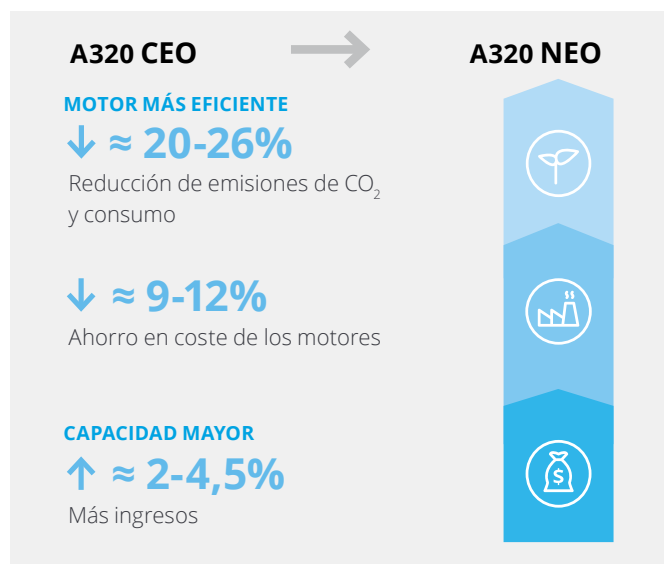 A320 CEO
A320 NEO
MOTOR MÁS EFICIENTE
↓ ≈ 20-26%
Reducción de emisiones de CO₂
y consumo
↓ ≈ 9-12%
Ahorro en coste de los motores
CAPACIDAD MAYOR
↑ ≈ 2-4,5%
Más ingresos
$